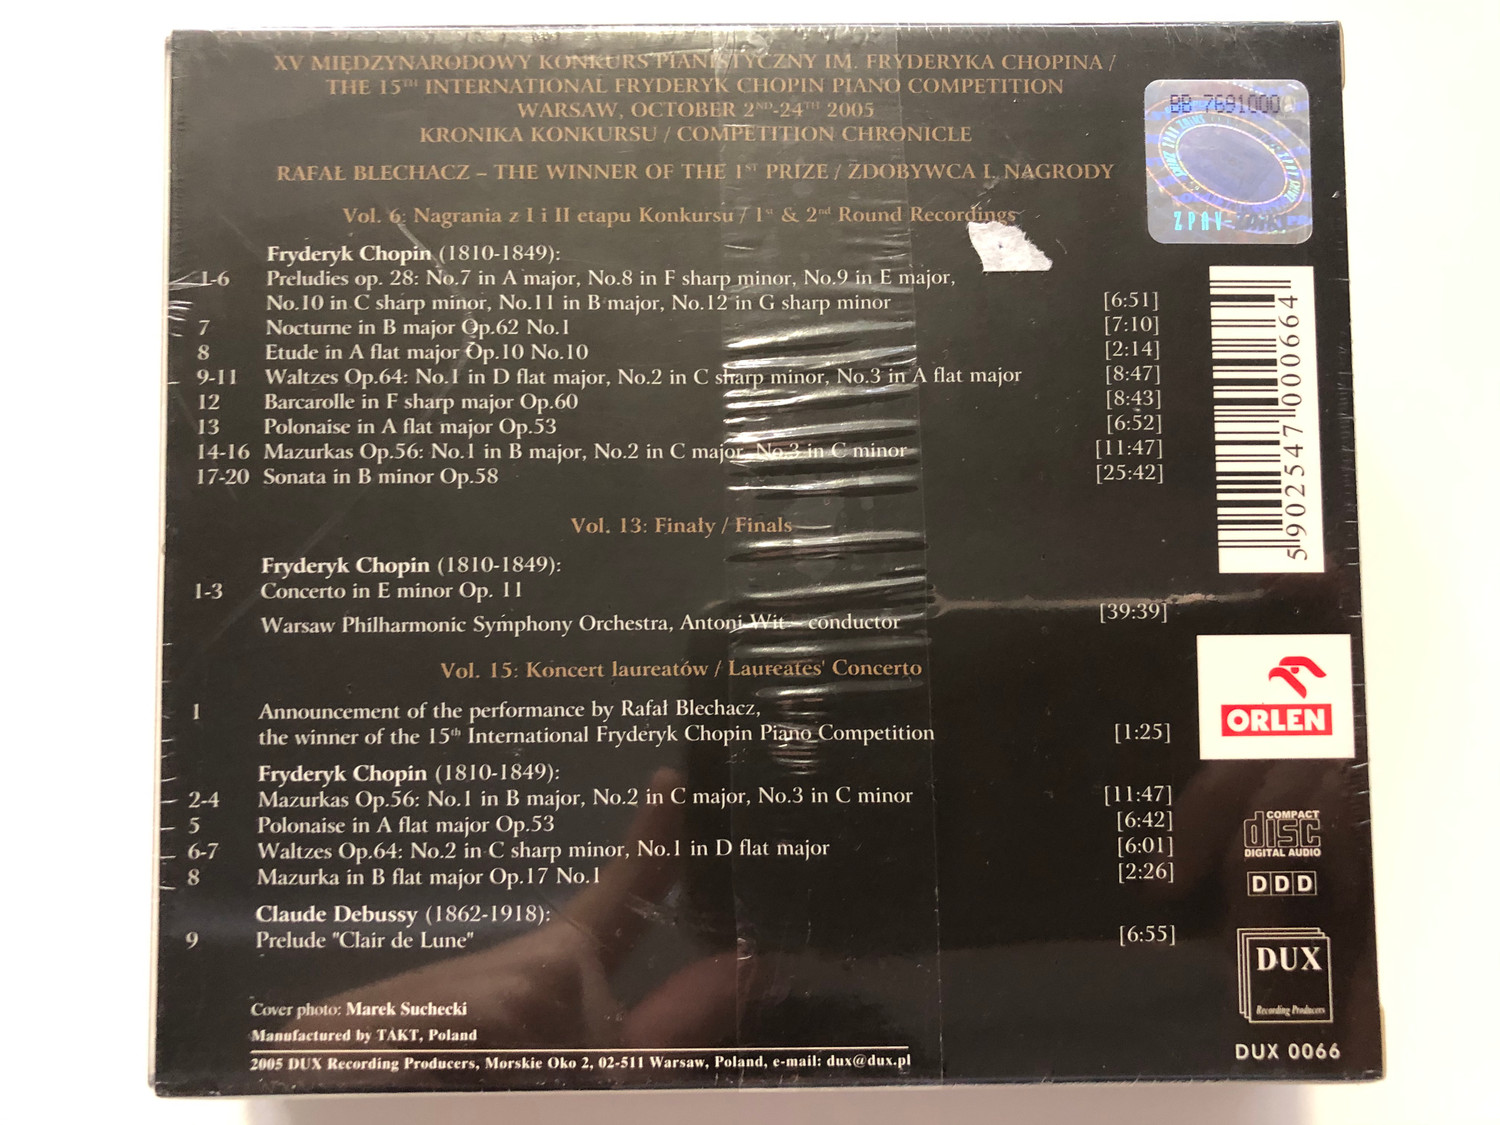 XV MIĘDZYNARODOWY KONKURS PIANISTYCZNY IM. FRYDERYKA CHOPINA /
THE 15TH INTERNATIONAL FRYDERYK CHOPIN PIANO COMPETITION
WARSAW, OCTOBER 2ND-24TH 2005
KRONIKA KONKURSU / COMPETITION CHRONICLE
RAFAŁ BLECHACZ – THE WINNER OF THE 1ST PRIZE / ZDOBYWCA I. NAGRODY
BB 7691000
ZPAV
Vol. 6: Nagrania z I i II etapu Konkursu / 1st & 2nd Round Recordings
Fryderyk Chopin (1810-1849):
1-6 Preludies op. 28: No.7 in A major, No.8 in F sharp minor, No.9 in E major,
No.10 in C sharp minor, No.11 in B major, No.12 in G sharp minor [6:51]
7 Nocturne in B major Op.62 No.1 [7:10]
8 Etude in A flat major Op.10 No.10 [2:14]
9-11 Waltzes Op.64: No.1 in D flat major, No.2 in C sharp minor, No.3 in A flat major [8:47]
12 Barcarolle in F sharp major Op.60 [8:43]
13 Polonaise in A flat major Op.53 [6:52]
14-16 Mazurkas Op.56: No.1 in B major, No.2 in C major, No.3 in C minor [11:47]
17-20 Sonata in B minor Op.58 [25:42]
5902547000664
Vol. 13: Finały / Finals
Fryderyk Chopin (1810-1849):
1-3 Concerto in E minor Op. 11
Warsaw Philharmonic Symphony Orchestra, Antoni Wit – conductor [39:39]
Vol. 15: Koncert laureatów / Laureates' Concerto
1 Announcement of the performance by Rafał Blechacz,
the winner of the 15th International Fryderyk Chopin Piano Competition [1:25]
ORLEN
Fryderyk Chopin (1810-1849):
2-4 Mazurkas Op.56: No.1 in B major, No.2 in C major, No.3 in C minor [11:47]
5 Polonaise in A flat major Op.53 [6:42]
6-7 Waltzes Op.64: No.2 in C sharp minor, No.1 in D flat major [6:01]
8 Mazurka in B flat major Op.17 No.1 [2:26]
Claude Debussy (1862-1918):
9 Prelude "Clair de Lune" [6:55]
COMPACT
disc
DIGITAL AUDIO
DDD
DUX
Recording Producers
DUX 0066
Cover photo: Marek Suchecki
Manufactured by TAKT, Poland
2005 DUX Recording Producers, Morskie Oko 2, 02-511 Warsaw, Poland, e-mail: dux@dux.pl